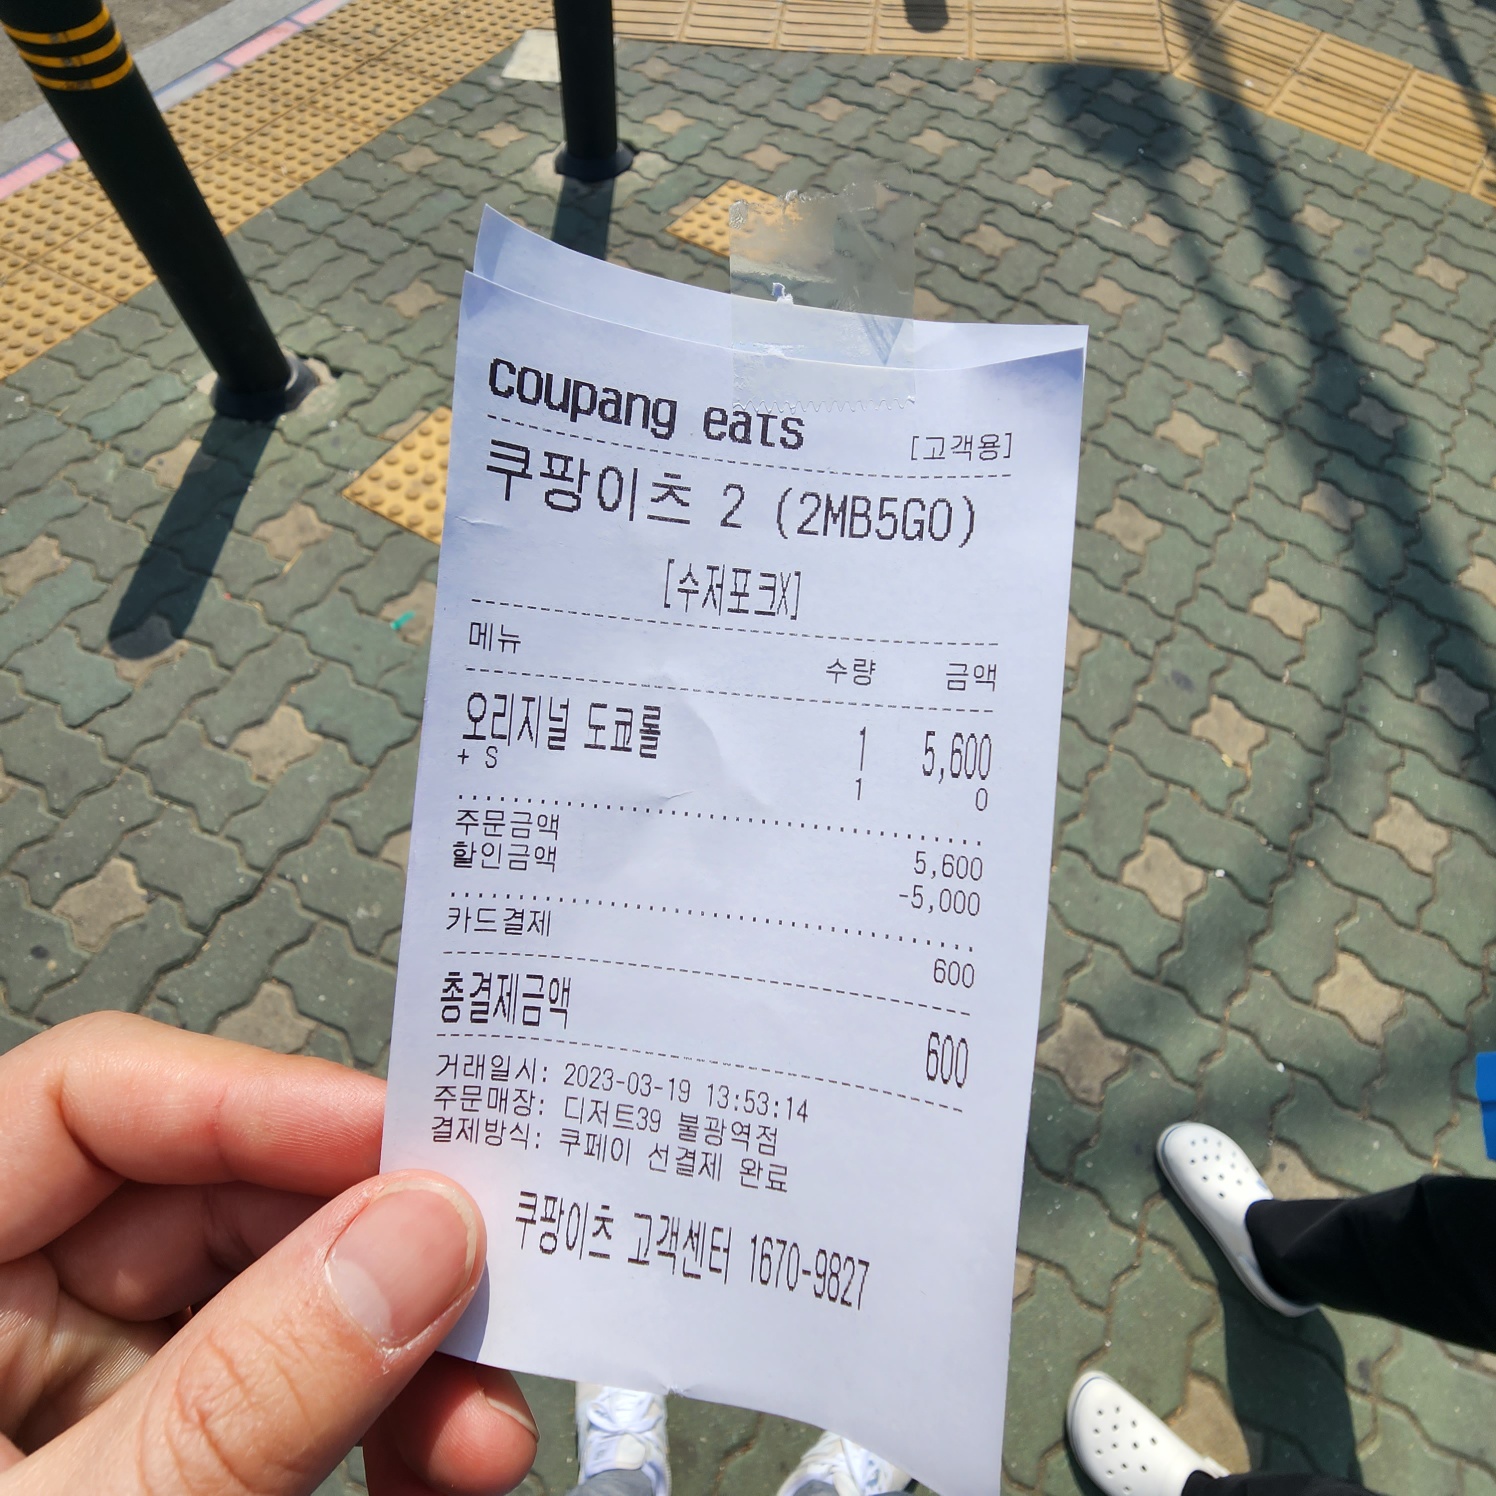 coupang eats
[고객용]
쿠팡이츠 2 (2MB5GO)
[수저포크X]
메뉴 수량 금액
오리지널 도쿄롤 1 5,600
+ S 1 0
주문금액 5,600
할인금액 -5,000
카드결제 600
총결제금액 600
거래일시: 2023-03-19 13:53:14
주문매장: 디저트39 불광역점
결제방식: 쿠페이 선결제 완료
쿠팡이츠 고객센터 1670-9827